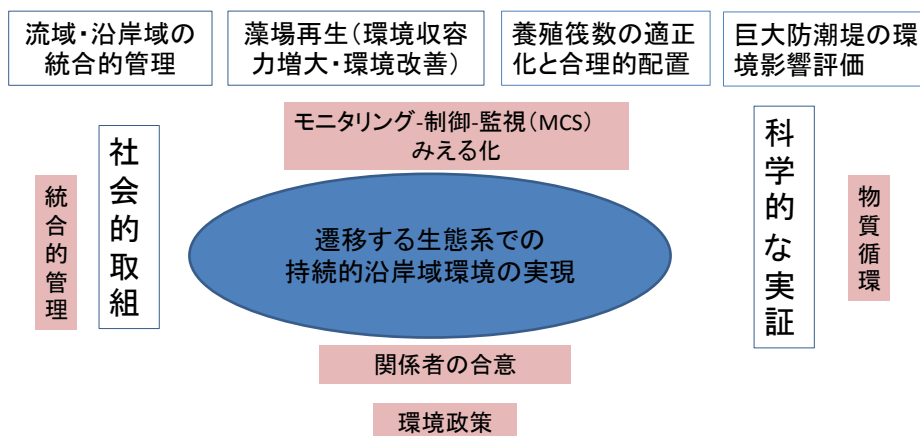 流域・沿岸域の
統合的管理
藻場再生(環境収容
力増大・環境改善)
養殖筏数の適正
化と合理的配置
巨大防潮堤の環
境影響評価
モニタリング-制御-監視(MCS)
みえる化
統合的管理
社会的取組
遷移する生態系での
持続的沿岸域環境の実現
科学的な実証
物質循環
関係者の合意
環境政策